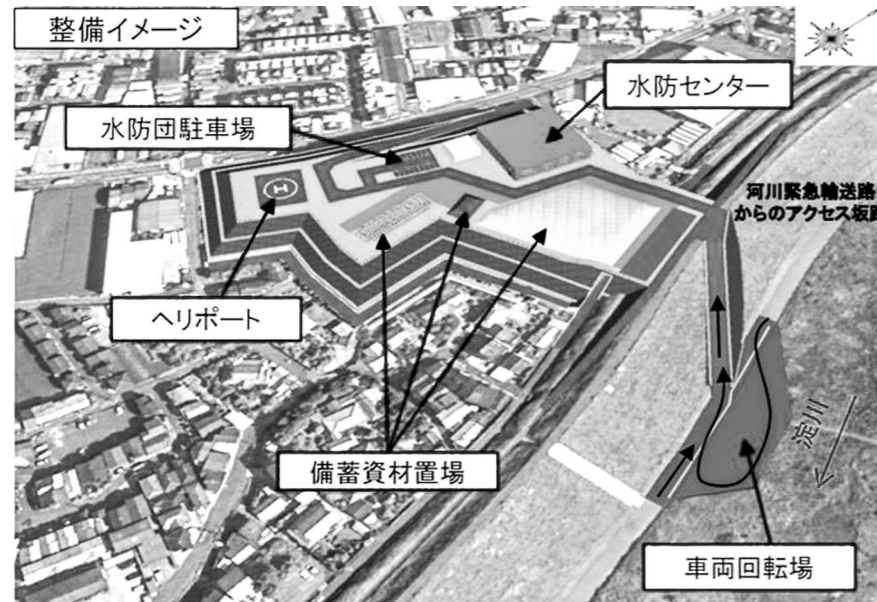 整備イメージ
水防センター
水防団駐車場
H
河川緊急輸送路
からのアクセス坂路
ヘリポート
備蓄資材置場
淀川
車両回転場